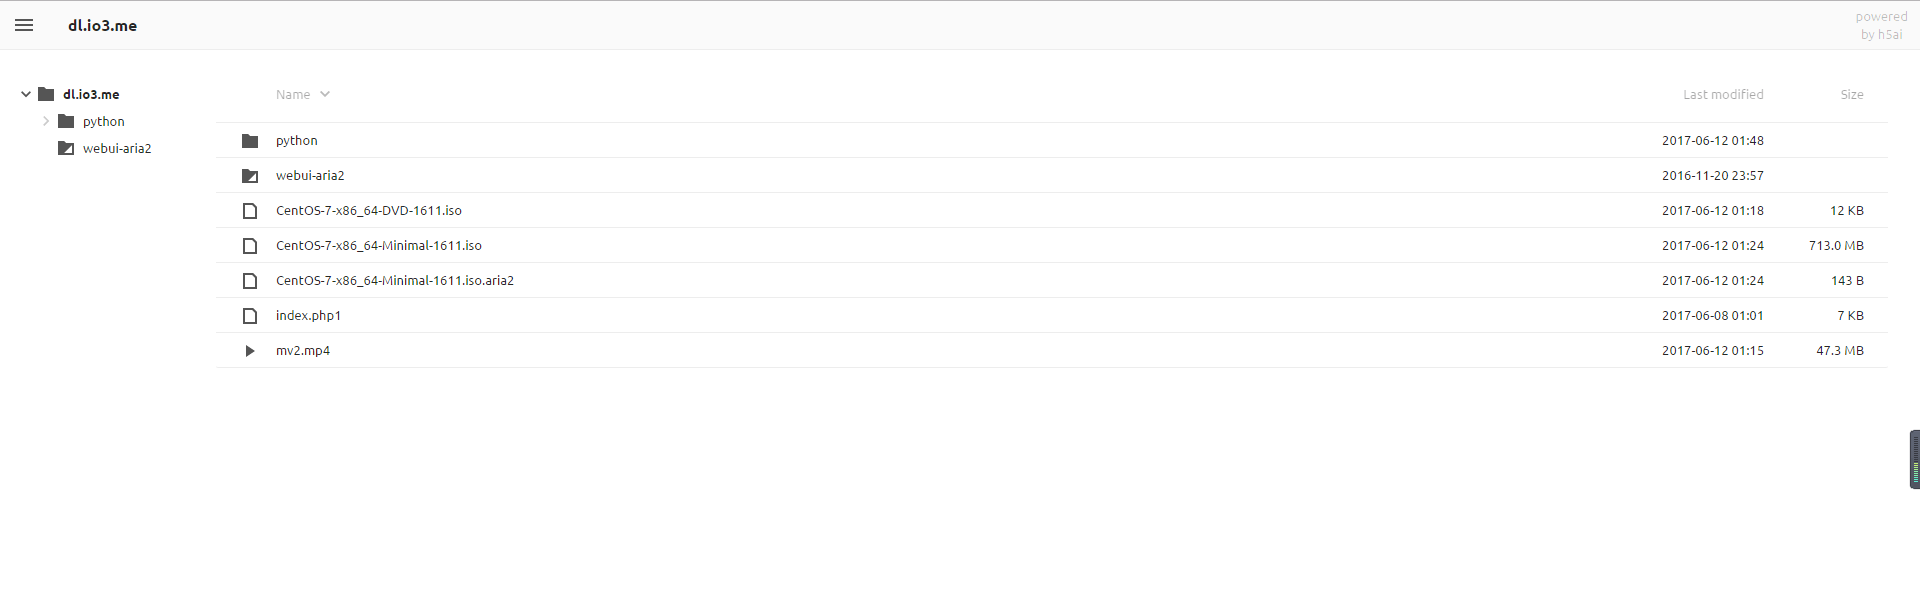 dl.io3.me
powered
by h5ai
dl.io3.me
python
webui-aria2
Name Last modified Size
python 2017-06-12 01:48
webui-aria2 2016-11-20 23:57
CentOS-7-x86_64-DVD-1611.iso 2017-06-12 01:18 12 KB
CentOS-7-x86_64-Minimal-1611.iso 2017-06-12 01:24 713.0 MB
CentOS-7-x86_64-Minimal-1611.iso.aria2 2017-06-12 01:24 143 B
index.php1 2017-06-08 01:01 7 KB
mv2.mp4 2017-06-12 01:15 47.3 MB